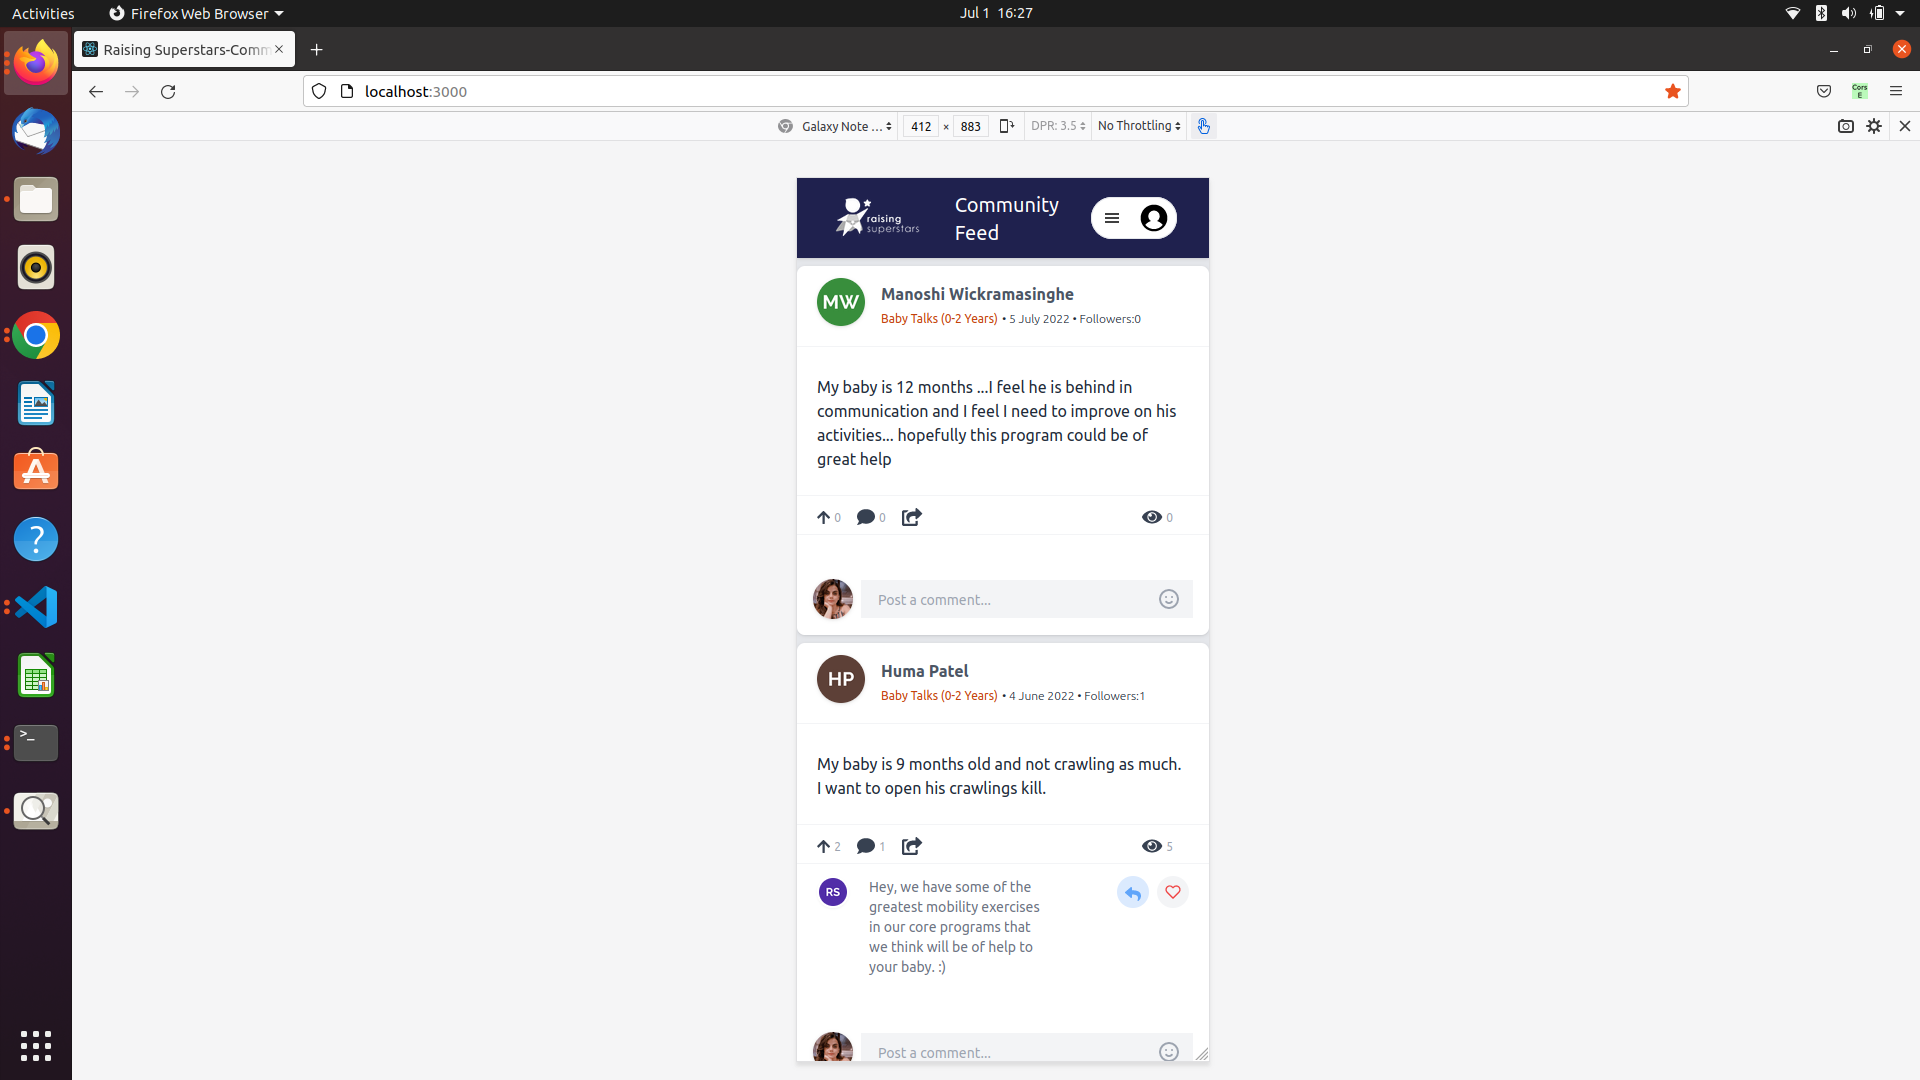 Activities
Firefox Web Browser
Jul 1 16:27
Raising Superstars-Comm
localhost:3000
Cors
E
Galaxy Note ...
412 × 883
DPR: 3.5
No Throttling
raising
superstars
Community
Feed
MW
Manoshi Wickramasinghe
Baby Talks (0-2 Years) • 5 July 2022 • Followers:0
My baby is 12 months ...I feel he is behind in
communication and I feel I need to improve on his
activities... hopefully this program could be of
great help
0 0 0
Post a comment...
HP
Huma Patel
Baby Talks (0-2 Years) • 4 June 2022 • Followers:1
My baby is 9 months old and not crawling as much.
I want to open his crawlings kill.
2 1 5
RS
Hey, we have some of the
greatest mobility exercises
in our core programs that
we think will be of help to
your baby. :)
Post a comment...